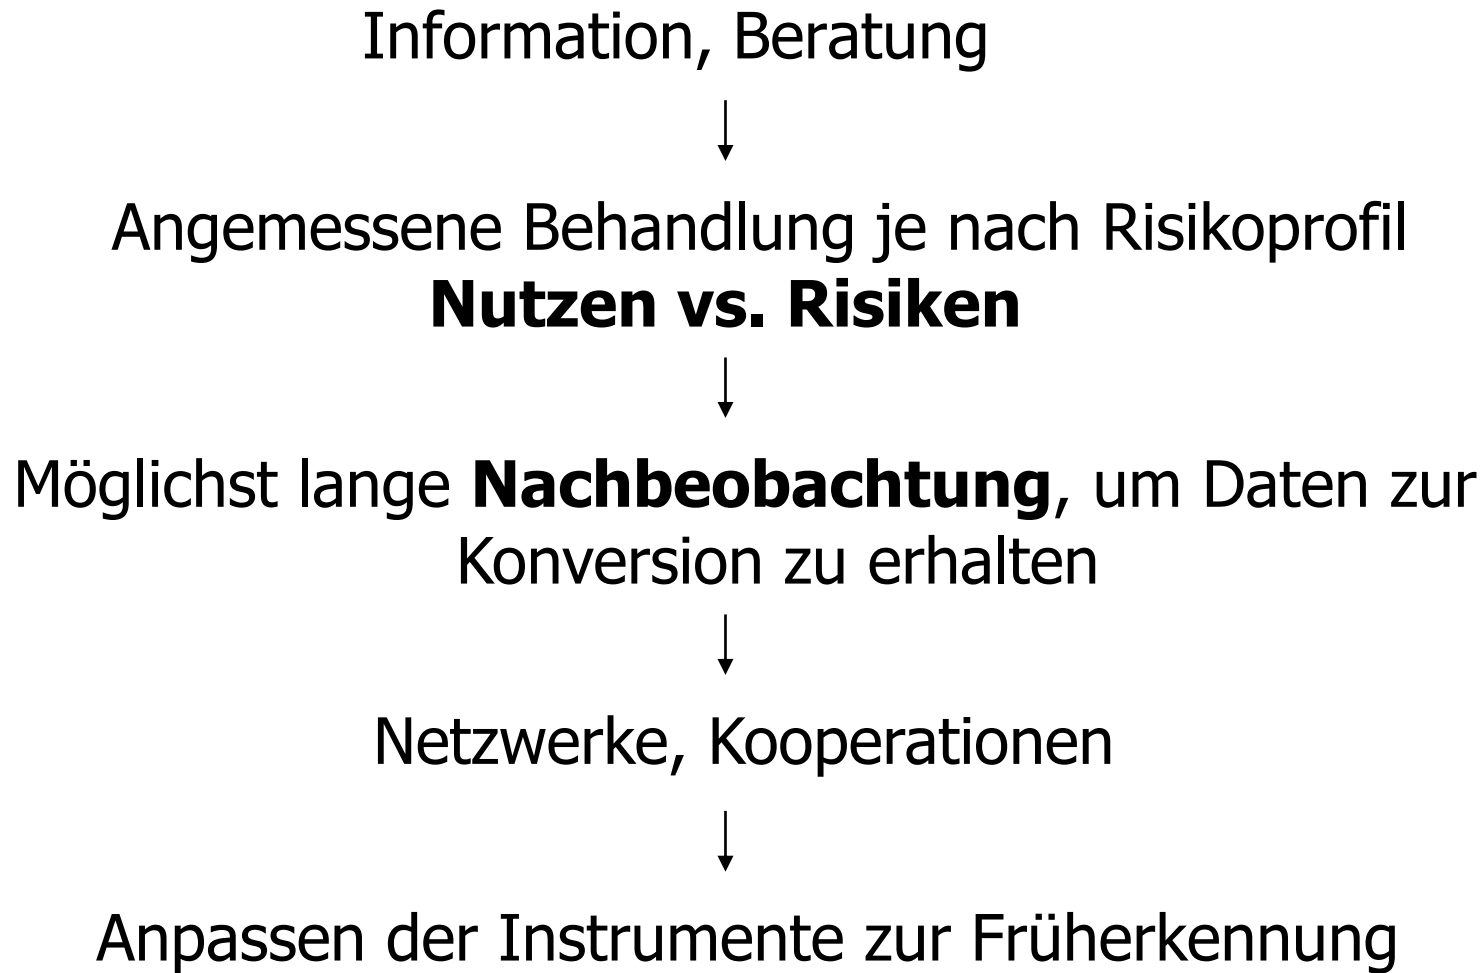 Information, Beratung
Angemessene Behandlung je nach Risikoprofil
Nutzen vs. Risiken
Möglichst lange Nachbeobachtung, um Daten zur
Konversion zu erhalten
Netzwerke, Kooperationen
Anpassen der Instrumente zur Früherkennung